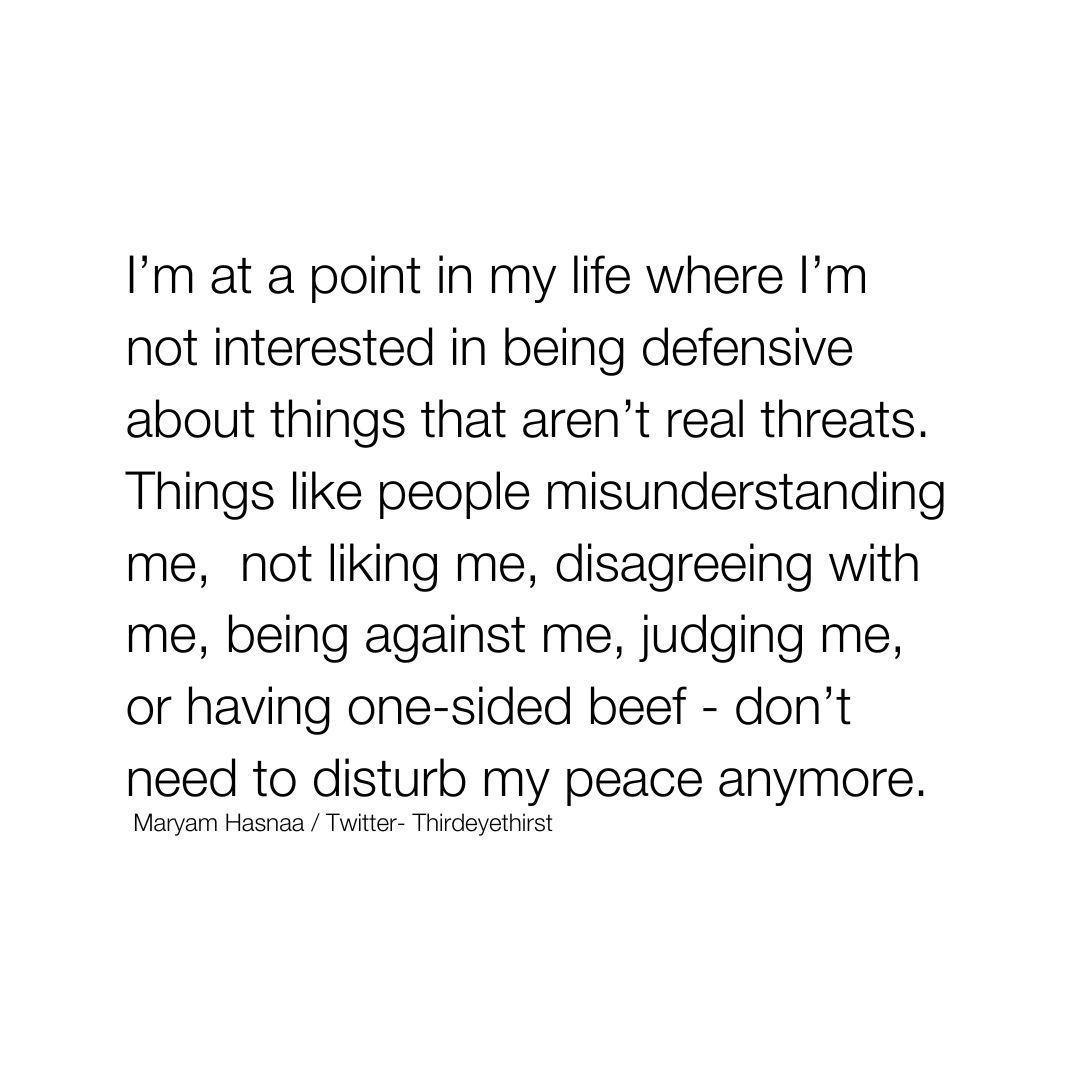 I’m at a point in my life where I’m
not interested in being defensive
about things that aren’t real threats.
Things like people misunderstanding
me,  not liking me, disagreeing with
me, being against me, judging me,
or having one-sided beef - don’t
need to disturb my peace anymore.
Maryam Hasnaa / Twitter- Thirdeyethirst